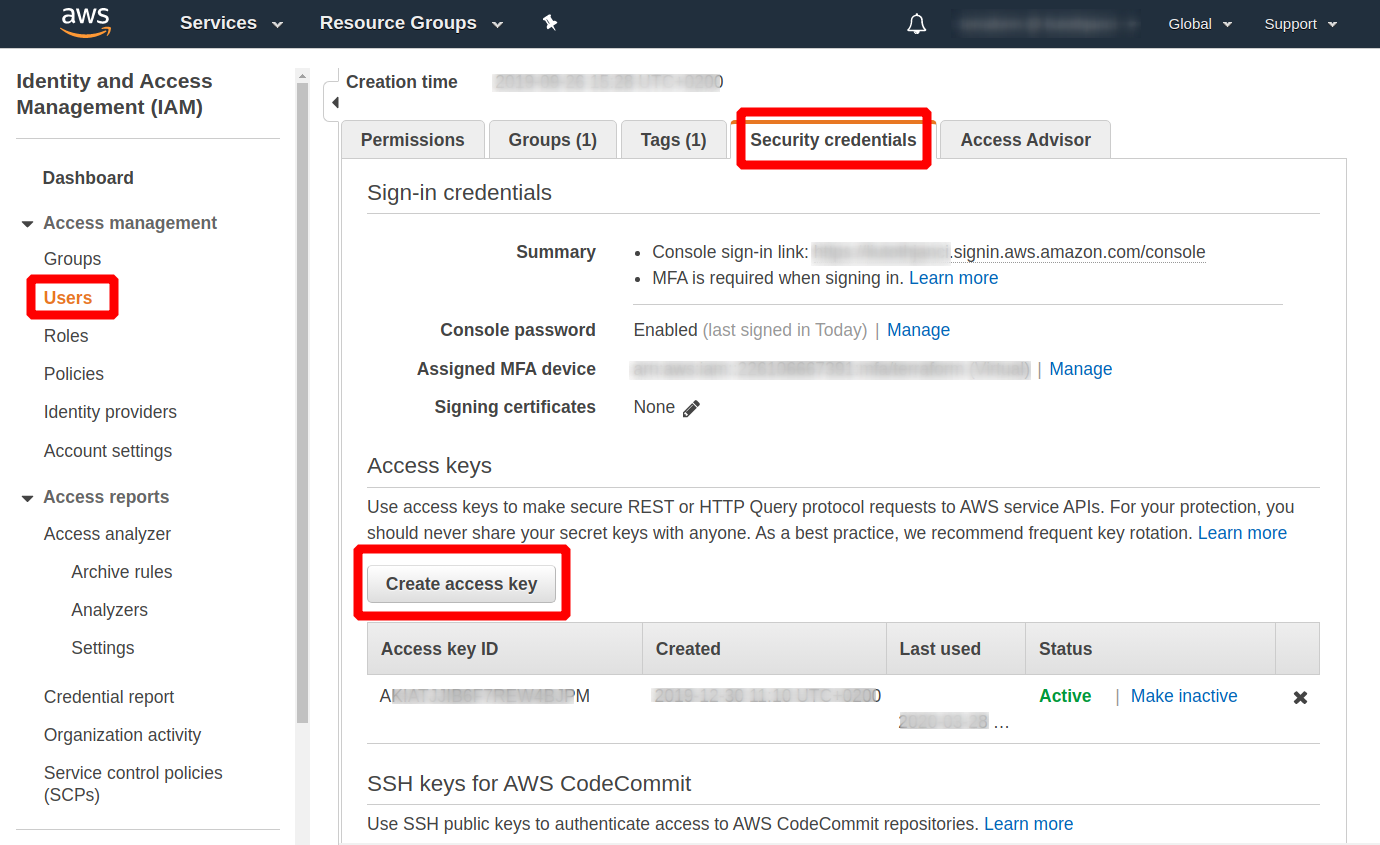 aws Services Resource Groups Global Support
Identity and Access
Management (IAM)
Dashboard
Access management
Groups
Users
Roles
Policies
Identity providers
Account settings
Access reports
Access analyzer
Archive rules
Analyzers
Settings
Credential report
Organization activity
Service control policies
(SCPs)
Creation time
Permissions Groups (1) Tags (1) Security credentials Access Advisor
Sign-in credentials
Summary • Console sign-in link: .signin.aws.amazon.com/console
• MFA is required when signing in. Learn more
Console password Enabled (last signed in Today) | Manage
Assigned MFA device | Manage
Signing certificates None
Access keys
Use access keys to make secure REST or HTTP Query protocol requests to AWS service APIs. For your protection, you
should never share your secret keys with anyone. As a best practice, we recommend frequent key rotation. Learn more
Create access key
Access key ID Created Last used Status
Active | Make inactive
...
SSH keys for AWS CodeCommit
Use SSH public keys to authenticate access to AWS CodeCommit repositories. Learn more